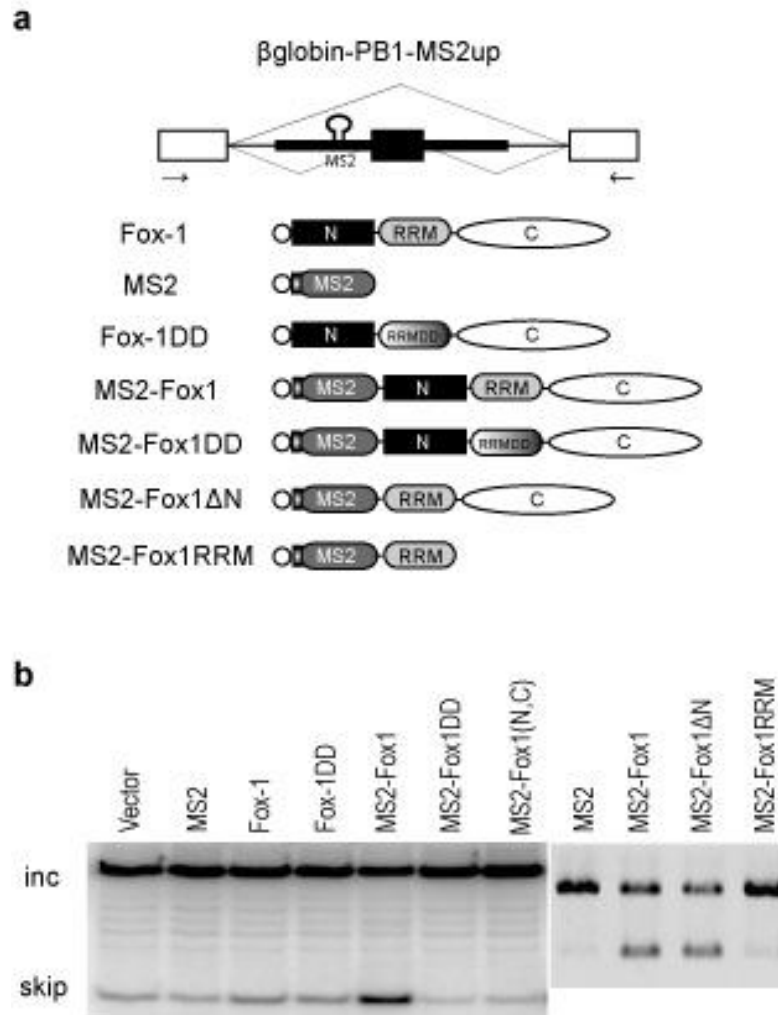 a
βglobin-PB1-MS2up
MS2
Fox-1 N RRM C
MS2 MS2
Fox-1DD N RRMDD C
MS2-Fox1 MS2 N RRM C
MS2-Fox1DD MS2 N RRMDD C
MS2-Fox1ΔN MS2 RRM C
MS2-Fox1RRM MS2 RRM
b
Vector MS2 Fox-1 Fox-1DD MS2-Fox1 MS2-Fox1DD MS2-Fox1(N,C) MS2 MS2-Fox1 MS2-Fox1ΔN MS2-Fox1RRM
inc
skip